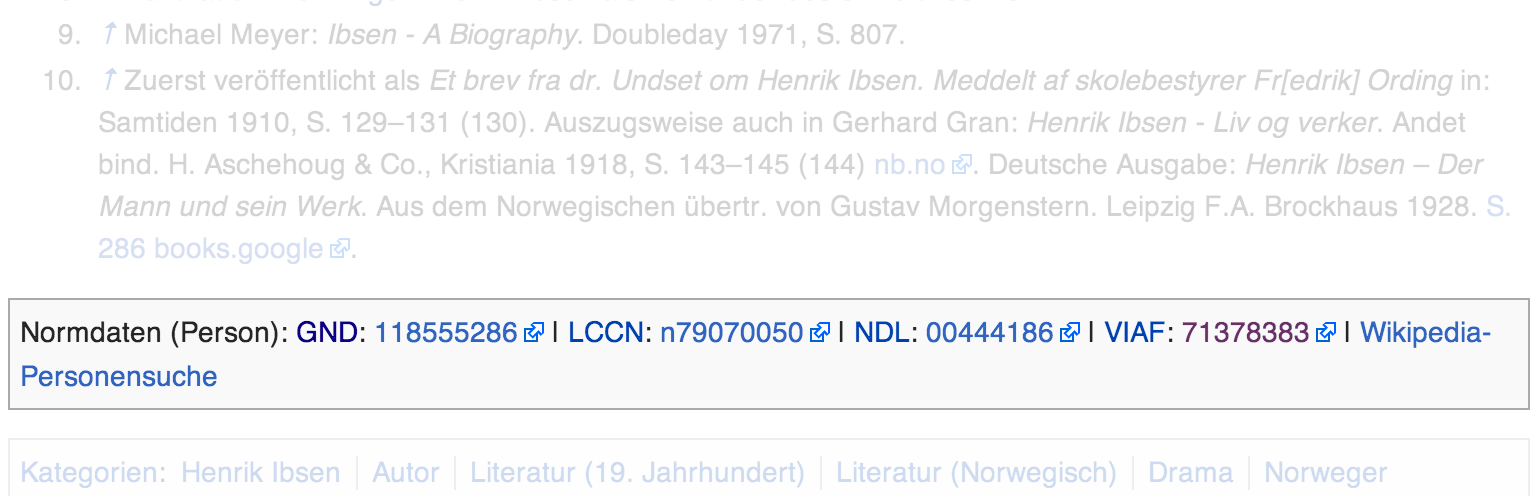 9. ↑ Michael Meyer: Ibsen - A Biography. Doubleday 1971, S. 807.
10. ↑ Zuerst veröffentlicht als Et brev fra dr. Undset om Henrik Ibsen. Meddelt af skolebestyrer Fr[edrik] Ording in:
Samtiden 1910, S. 129–131 (130). Auszugsweise auch in Gerhard Gran: Henrik Ibsen - Liv og verker. Andet
bind. H. Aschehoug & Co., Kristiania 1918, S. 143–145 (144) nb.no. Deutsche Ausgabe: Henrik Ibsen – Der
Mann und sein Werk. Aus dem Norwegischen übertr. von Gustav Morgenstern. Leipzig F.A. Brockhaus 1928. S.
286 books.google.
Normdaten (Person): GND: 118555286 | LCCN: n79070050 | NDL: 00444186 | VIAF: 71378383 | Wikipedia-
Personensuche
Kategorien: Henrik Ibsen | Autor | Literatur (19. Jahrhundert) | Literatur (Norwegisch) | Drama | Norweger